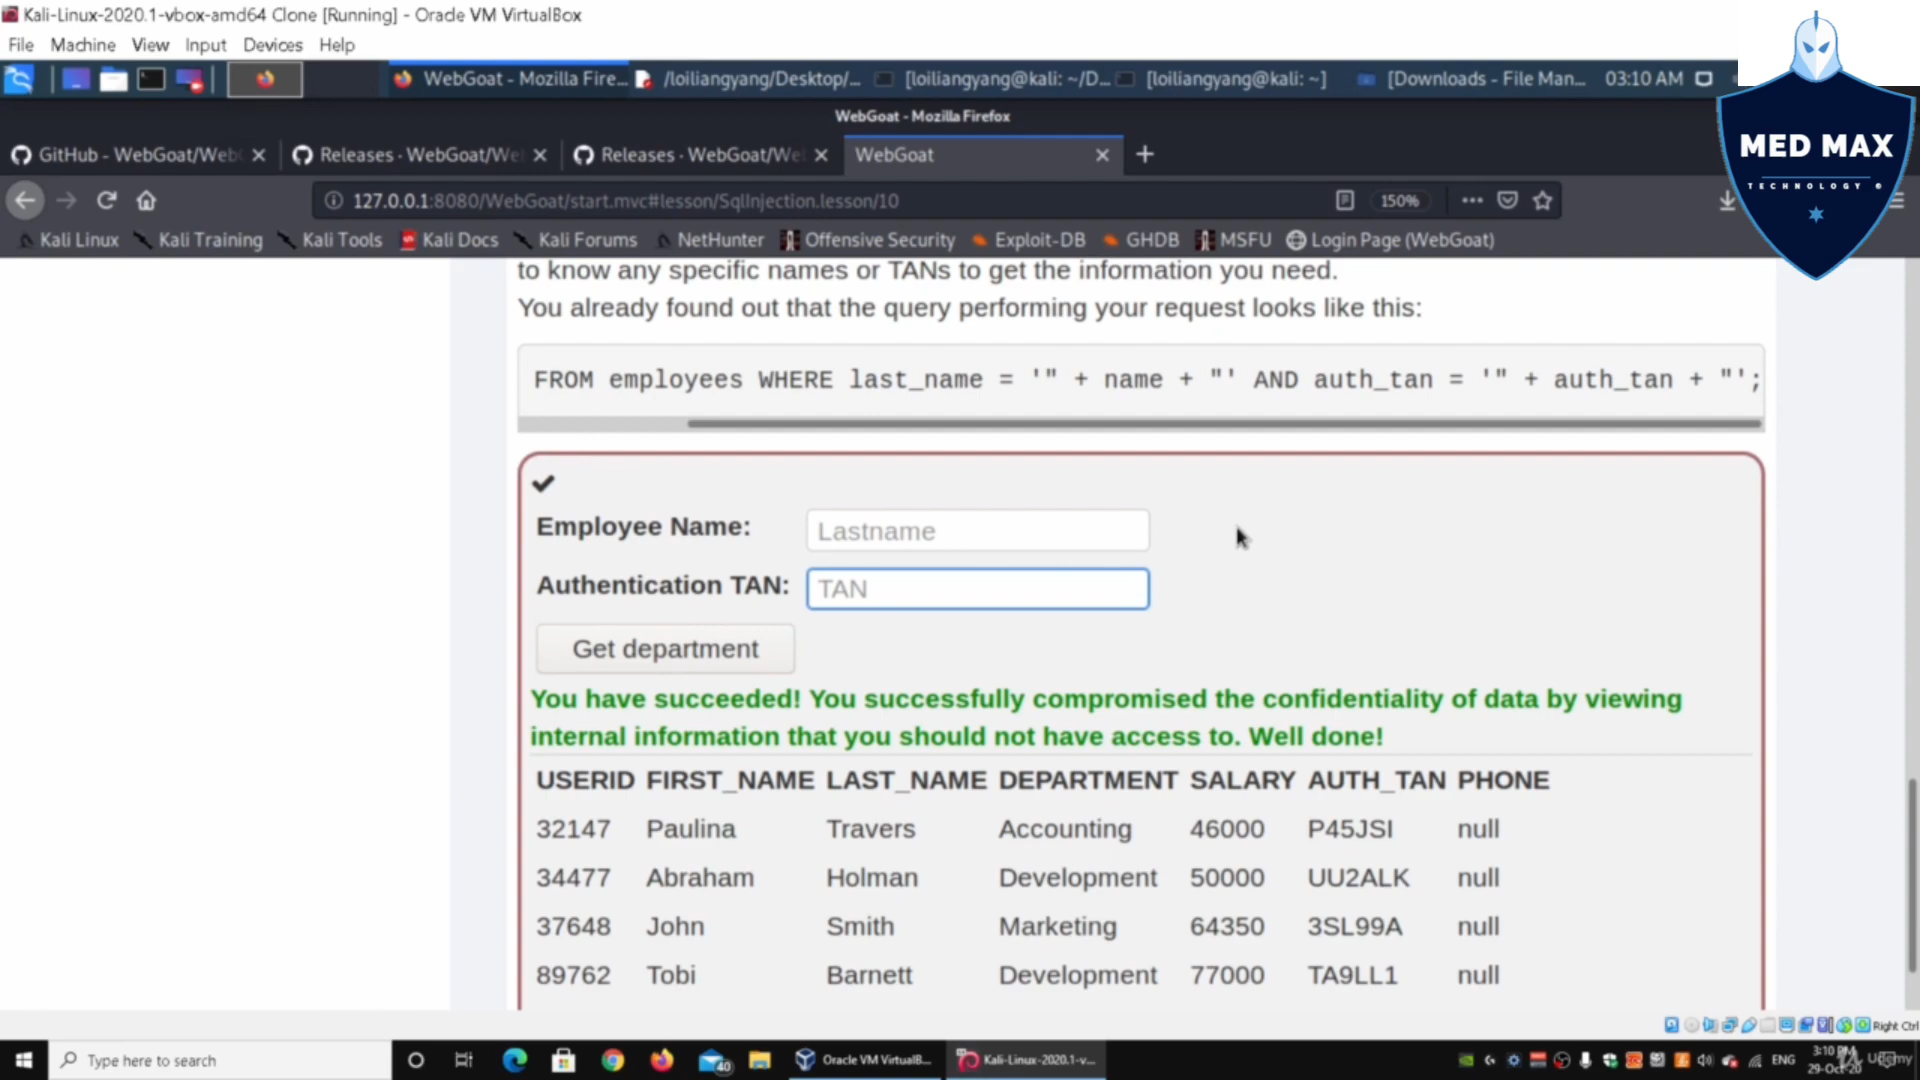 Kali-Linux-2020.1-vbox-amd64 Clone [Running] - Oracle VM VirtualBox
File Machine View Input Devices Help
WebGoat - Mozilla Fire... /loiliangyang/Desktop/... [loiliangyang@kali: ~/D... [loiliangyang@kali: ~] [Downloads - File Man... 03:10 AM
WebGoat - Mozilla Firefox
GitHub - WebGoat/Web Releases · WebGoat/We Releases · WebGoat/We WebGoat
127.0.0.1:8080/WebGoat/start.mvc#lesson/SqlInjection.lesson/10 150%
Kali Linux Kali Training Kali Tools Kali Docs Kali Forums NetHunter Offensive Security Exploit-DB GHDB MSFU Login Page (WebGoat)
MED MAX
TECHNOLOGY
to know any specific names or TANs to get the information you need.
You already found out that the query performing your request looks like this:
FROM employees WHERE last_name = '" + name + "' AND auth_tan = '" + auth_tan + "';
Employee Name: Lastname
Authentication TAN: TAN
Get department
You have succeeded! You successfully compromised the confidentiality of data by viewing
internal information that you should not have access to. Well done!
USERID FIRST_NAME LAST_NAME DEPARTMENT SALARY AUTH_TAN PHONE
32147 Paulina Travers Accounting 46000 P45JSI null
34477 Abraham Holman Development 50000 UU2ALK null
37648 John Smith Marketing 64350 3SL99A null
89762 Tobi Barnett Development 77000 TA9LL1 null
Right Ctrl
Type here to search
40
Oracle VM VirtualB...
Kali-Linux-2020.1-v...
ENG
3:10 PM
29-Oct-20
Udemy